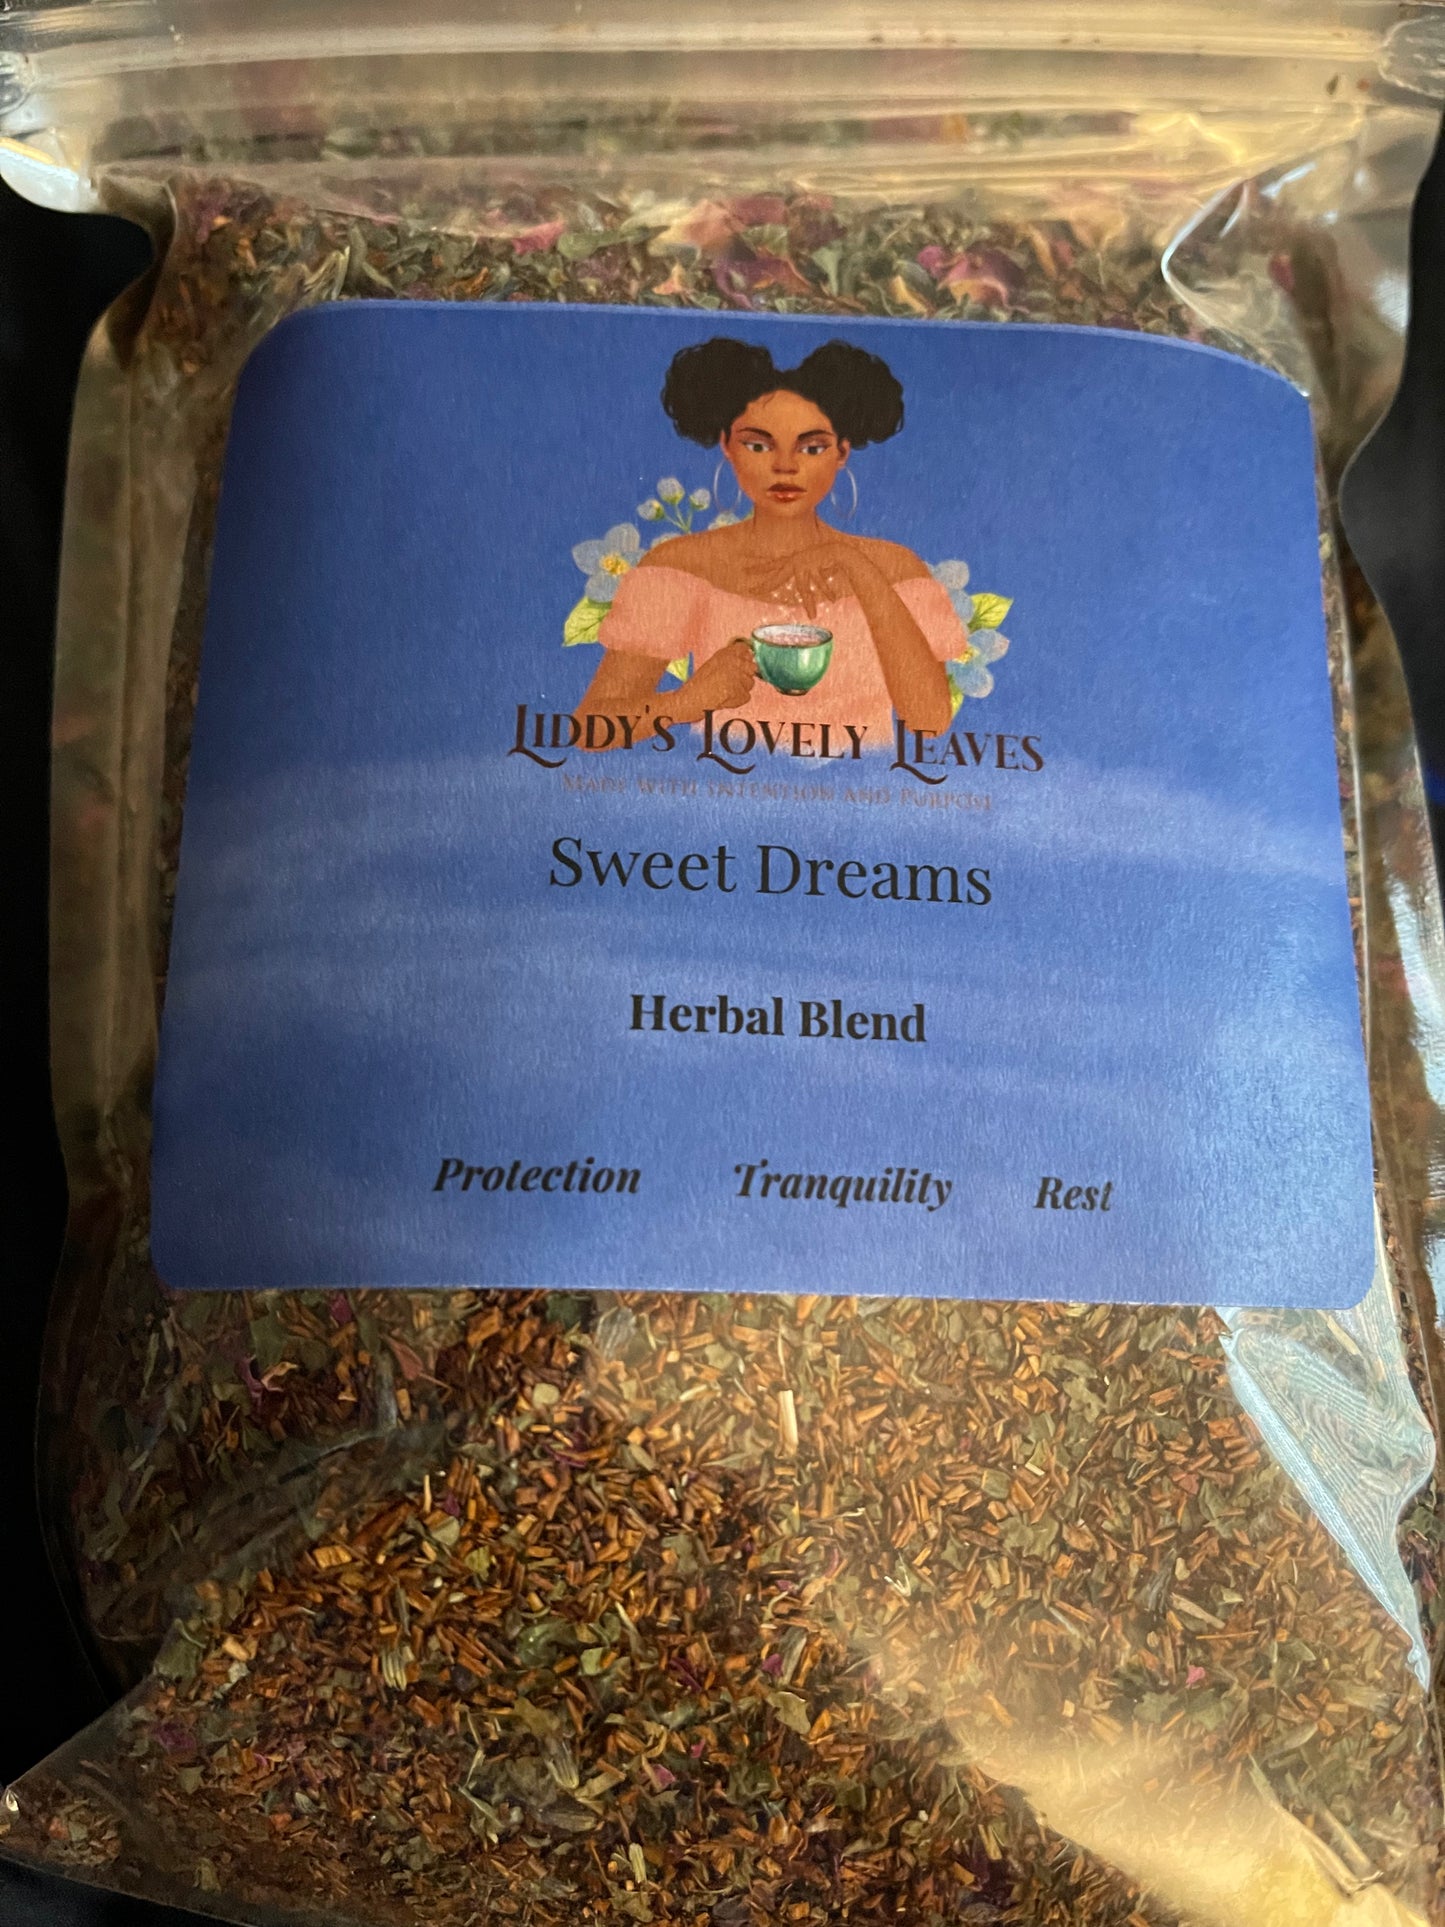 Liddy's Lovely Leaves
Made With Intention and Purpose
Sweet Dreams
Herbal Blend
Protection Tranquility Rest